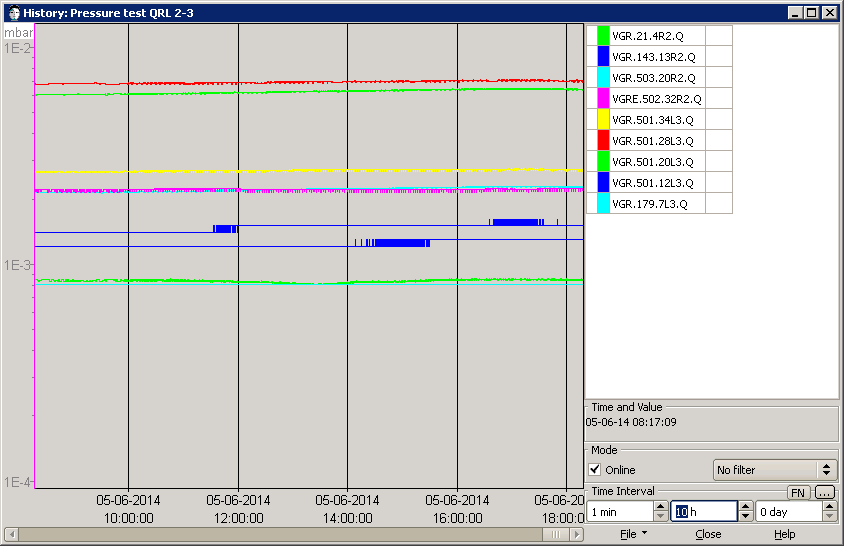 History: Pressure test QRL 2-3
mbar
1E-2
1E-3
1E-4
05-06-2014 05-06-2014 05-06-2014 05-06-2014 05-06-20
10:00:00 12:00:00 14:00:00 16:00:00 18:00:0
VGR.21.4R2.Q
VGR.143.13R2.Q
VGR.503.20R2.Q
VGRE.502.32R2.Q
VGR.501.34L3.Q
VGR.501.28L3.Q
VGR.501.20L3.Q
VGR.501.12L3.Q
VGR.179.7L3.Q
Time and Value
05-06-14 08:17:09
Mode
Online
No filter
Time Interval
FN
...
1 min
10 h
0 day
File
Close
Help